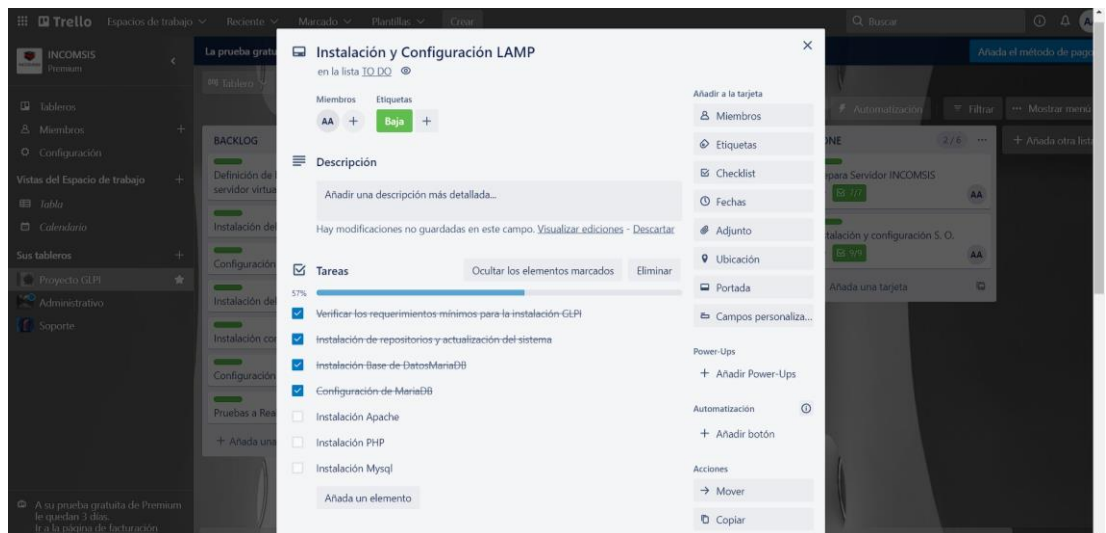 Trello Espacios de trabajo Reciente Marcado Plantillas Crear Buscar
INCOMSIS
Premium
La prueba gratu
Añada el método de pago
Tablero
Automatización Filtrar Mostrar menú
Tableros
Miembros
Configuración
Vistas del Espacio de trabajo
Tabla
Calendario
Sus tableros
Proyecto GLPI
Administrativo
Soporte
A su prueba gratuita de Premium
le quedan 3 días.
Ir a la página de facturación
BACKLOG
Definición de
servidor virtua
Instalación del
Configuración
Instalación del
Instalación con
Configuración
Pruebas a Rea
+ Añada una
Instalación y Configuración LAMP
en la lista TO DO
Miembros Etiquetas
AA + Baja +
Descripción
Añadir una descripción más detallada...
Hay modificaciones no guardadas en este campo. Visualizar ediciones - Descartar
Tareas Ocultar los elementos marcados Eliminar
57%
Verificar los requerimientos mínimos para la instalación GLPI
Instalación de repositorios y actualización del sistema
Instalación Base de DatosMariaDB
Configuración de MariaDB
Instalación Apache
Instalación PHP
Instalación Mysql
Añada un elemento
Añadir a la tarjeta
Miembros
Etiquetas
Checklist
Fechas
Adjunto
Ubicación
Portada
Campos personaliza...
Power-Ups
+ Añadir Power-Ups
Automatización
+ Añadir botón
Acciones
→ Mover
Copiar
ONE 2/6 ...
epara Servidor INCOMSIS
7/7 AA
stalación y configuración S. O.
9/9 AA
Añada una tarjeta
+ Añada otra lista